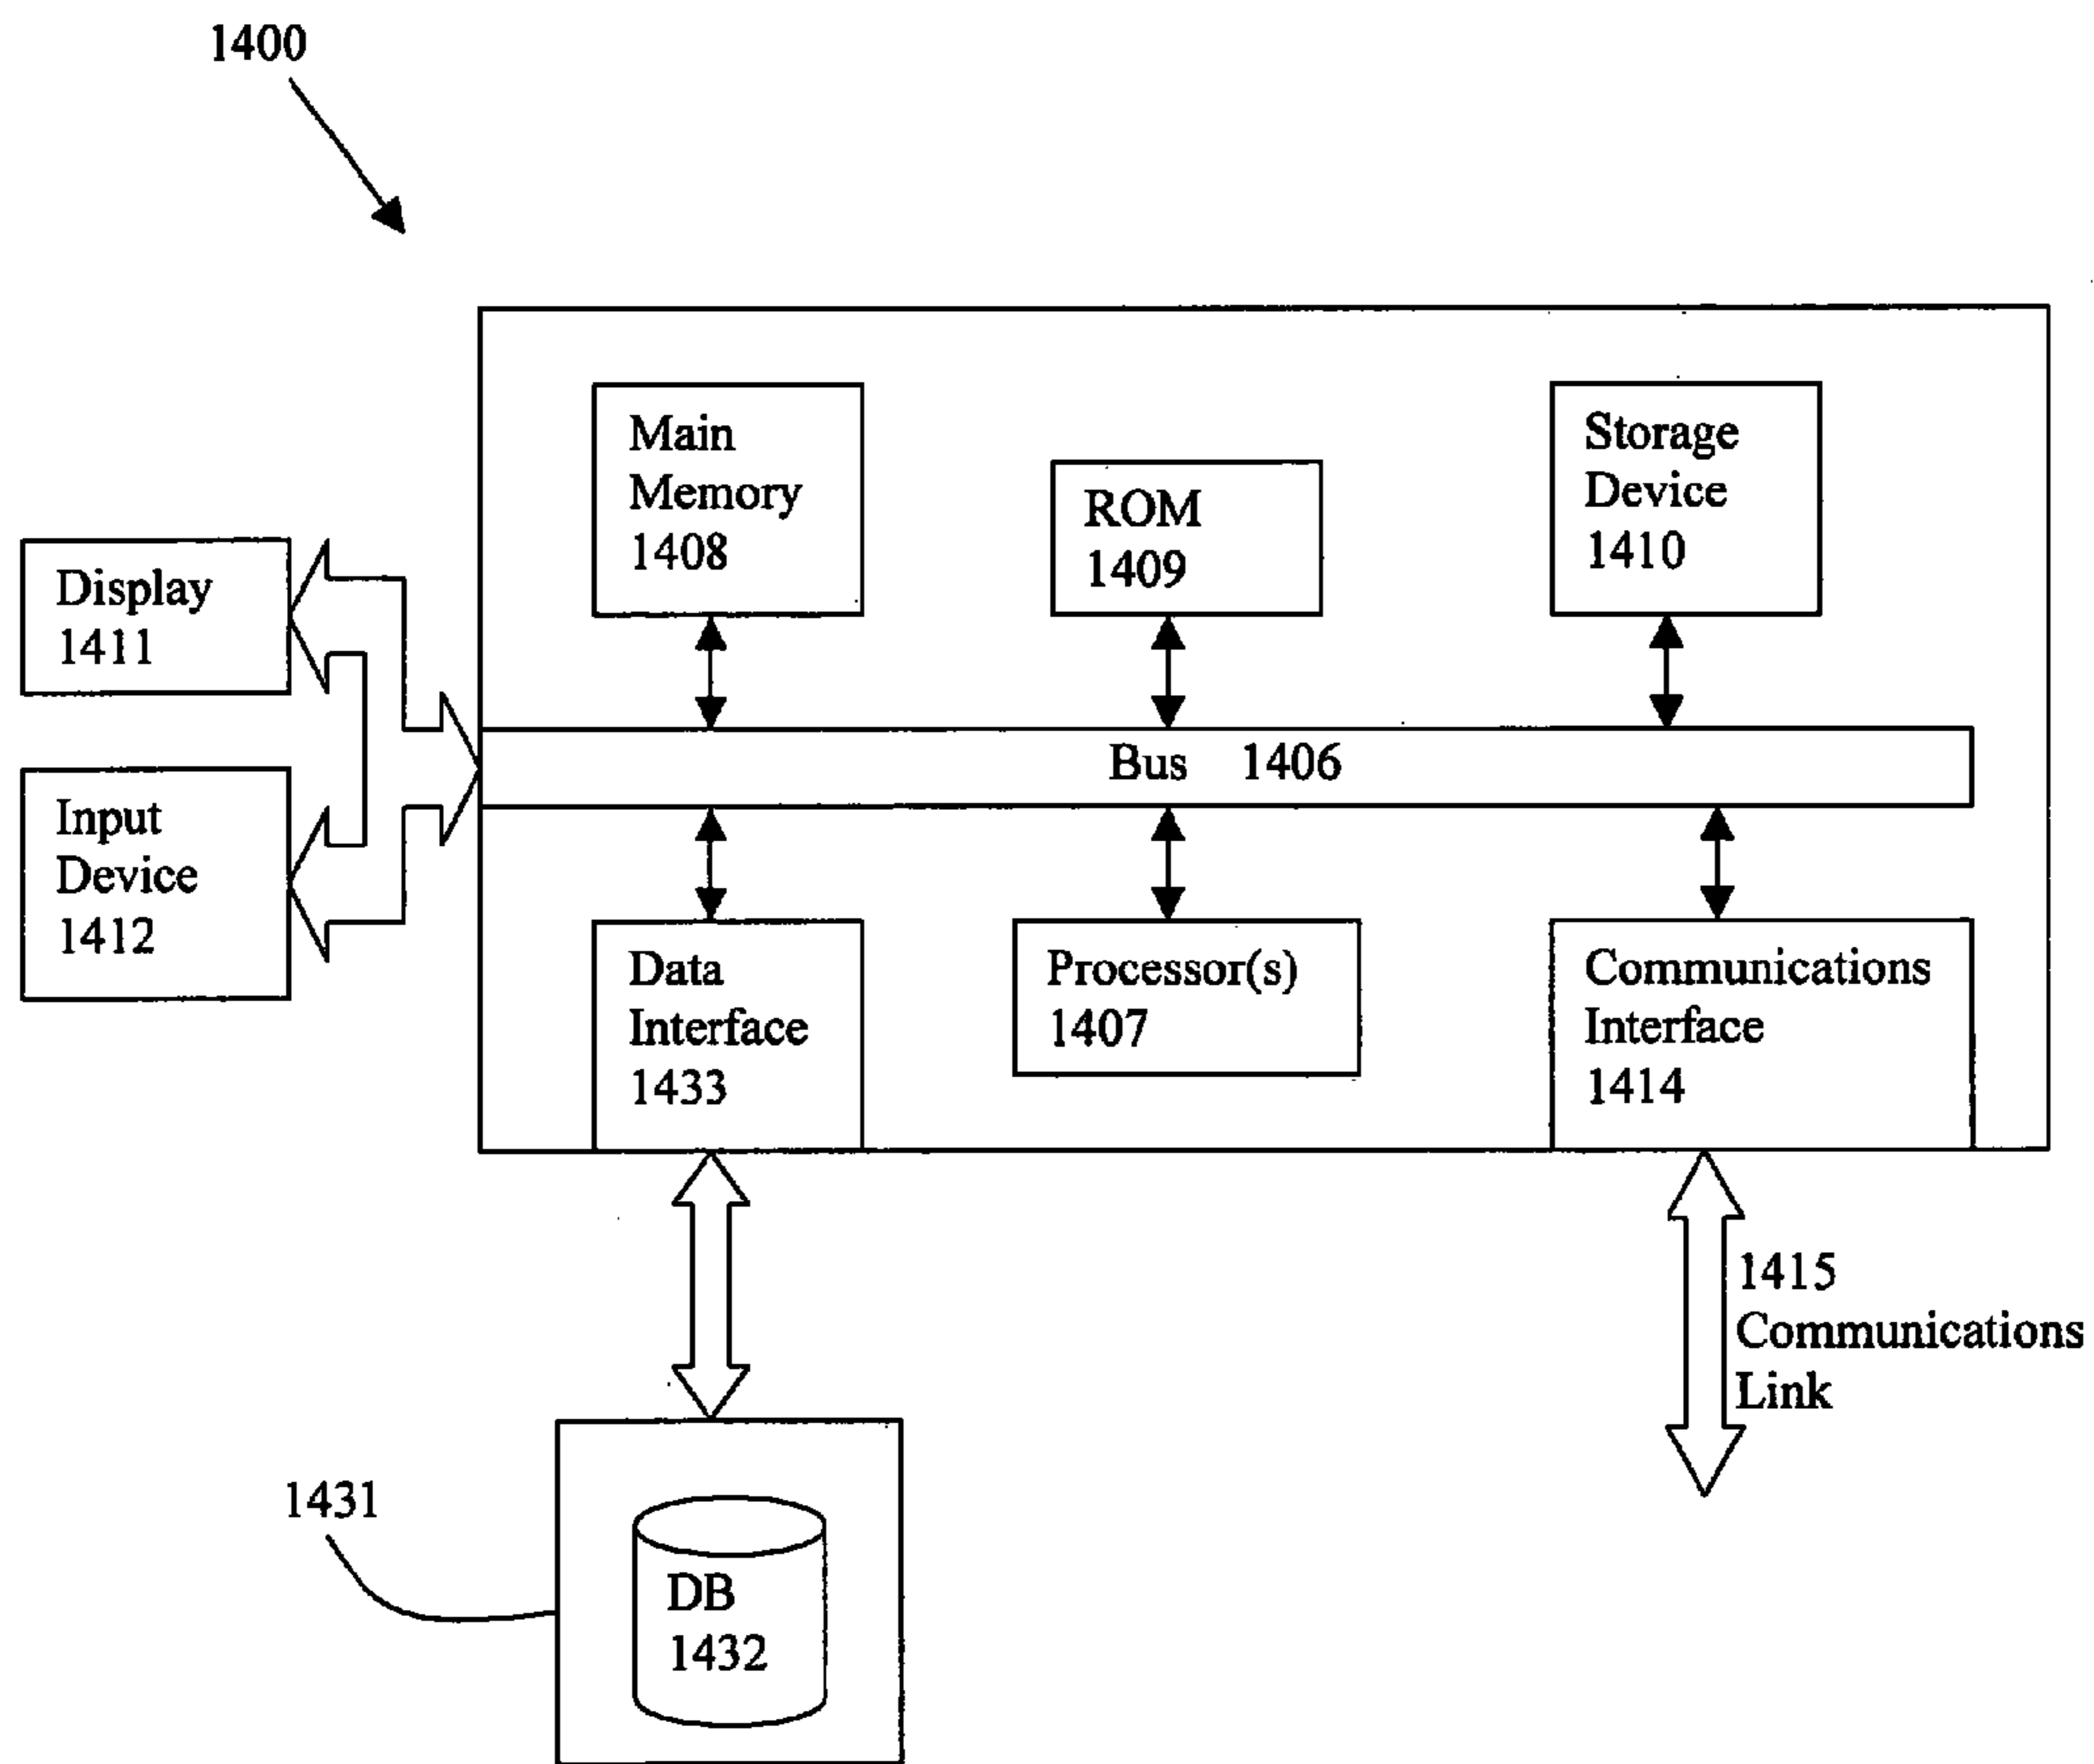 1400
Main
Memory
1408
ROM
1409
Storage
Device
1410
Display
1411
Bus 1406
Input
Device
1412
Data
Interface
1433
Processor(s)
1407
Communications
Interface
1414
1415
Communications
Link
1431
DB
1432